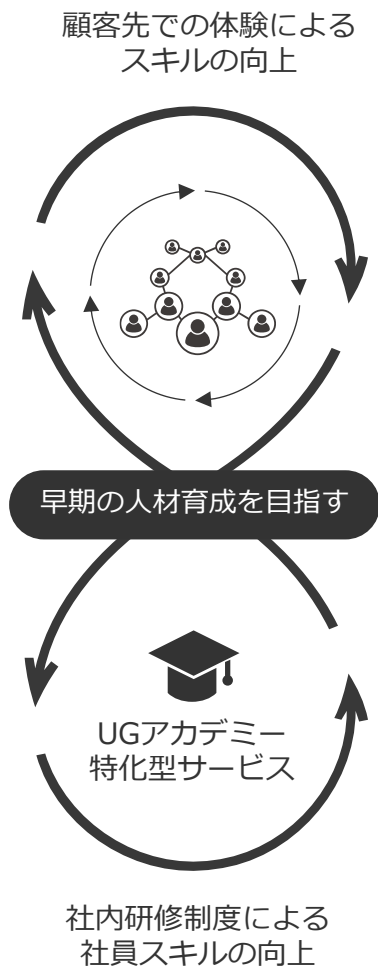 顧客先での体験による
スキルの向上
早期の人材育成を目指す
UGアカデミー
特化型サービス
社内研修制度による
社員スキルの向上